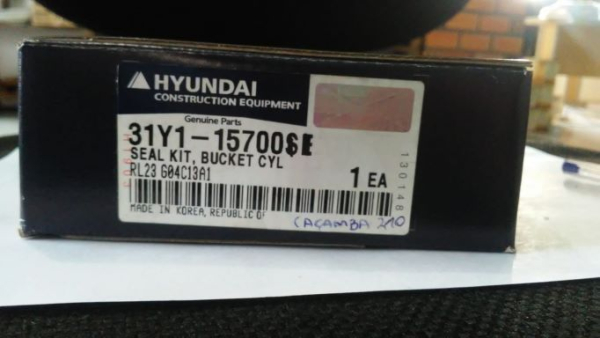 HYUNDAI
CONSTRUCTION EQUIPMENT
Genuine Parts
31Y1-15700$E
SEAL KIT, BUCKET CYL
RL23 G04C13A1
1 EA
MADE IN KOREA, REPUBLIC OF
CAÇAMBA 210
130148